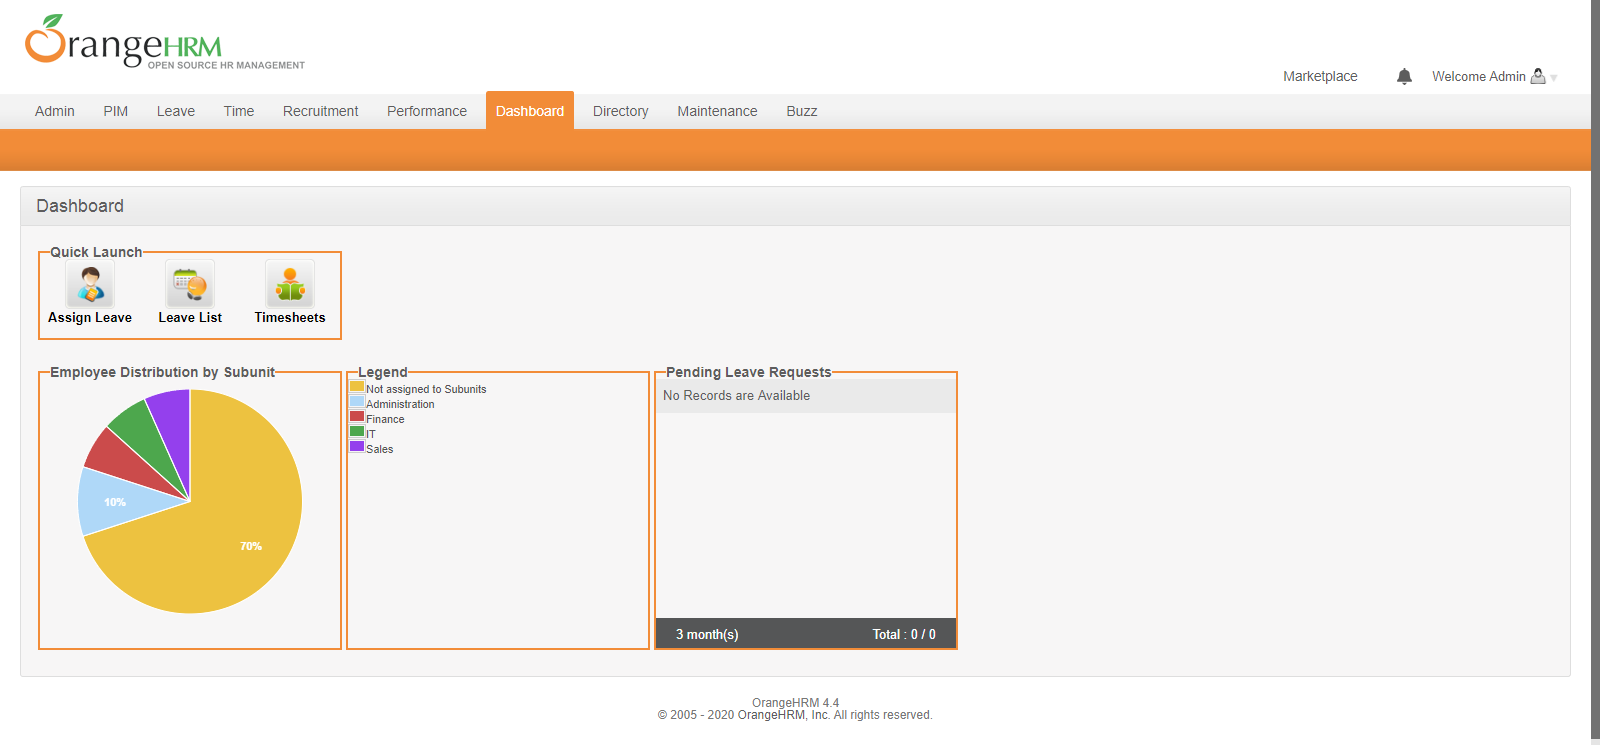 OrangeHRM
OPEN SOURCE HR MANAGEMENT
Marketplace Welcome Admin
Admin PIM Leave Time Recruitment Performance Dashboard Directory Maintenance Buzz
Dashboard
Quick Launch
Assign Leave Leave List Timesheets
Employee Distribution by Subunit
10%
70%
Legend
Not assigned to Subunits
Administration
Finance
IT
Sales
Pending Leave Requests
No Records are Available
3 month(s) Total : 0 / 0
OrangeHRM 4.4
© 2005 - 2020 OrangeHRM, Inc. All rights reserved.